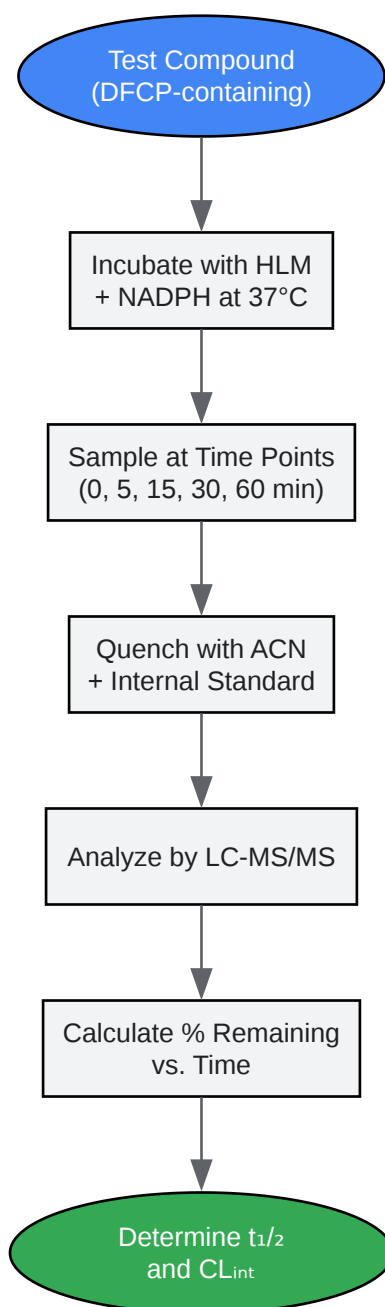 Test Compound
(DFCP-containing)
Incubate with HLM
+ NADPH at 37°C
Sample at Time Points
(0, 5, 15, 30, 60 min)
Quench with ACN
+ Internal Standard
Analyze by LC-MS/MS
Calculate % Remaining
vs. Time
Determine t₁/₂
and CLᵢₙₜ